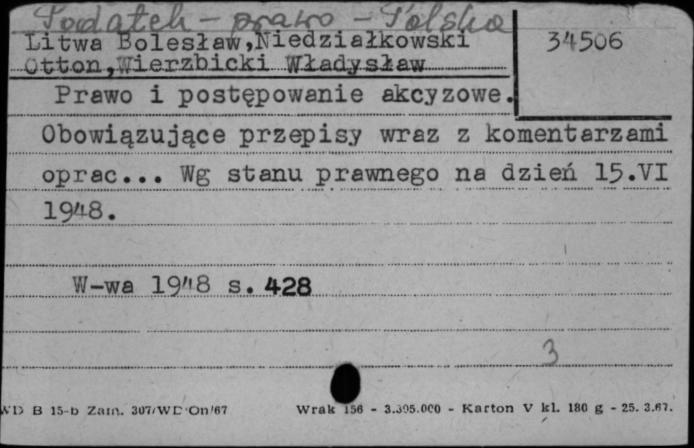 Podatek - prawo - Polska
Litwa Bolesław,Niedziałkowski
Otton,Wierzbicki Władysław
34506
Prawo i postępowanie akcyzowe.
Obowiązujące przepisy wraz z komentarzami
oprac... Wg stanu prawnego na dzień 15.VI
1948.
W-wa 1948 s. 428
3
WD B 15-b Zam. 307/WD On/67 Wrak 156 - 3.395.000 - Karton V kl. 180 g - 25. 3.67.